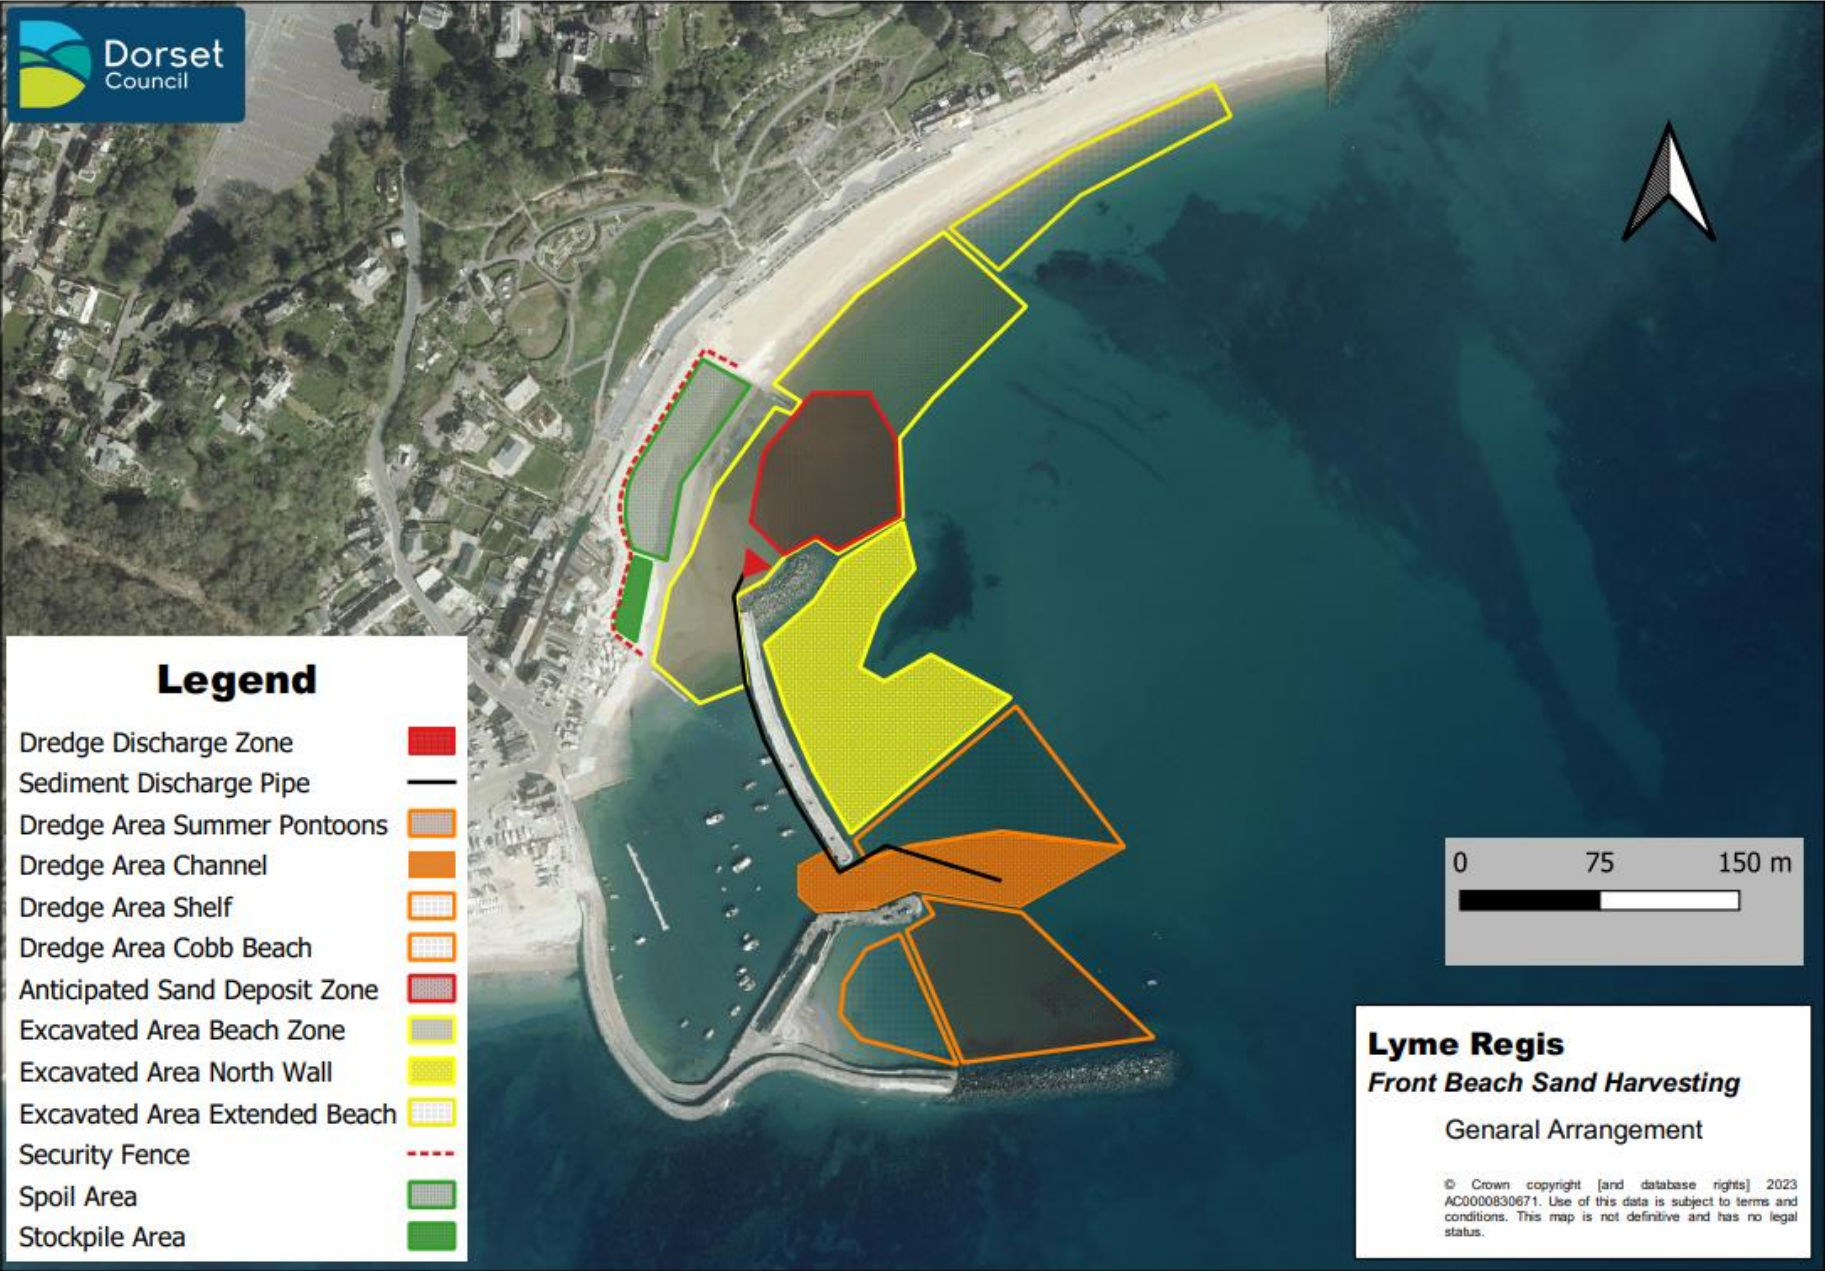 Dorset
Council
Legend
Dredge Discharge Zone
Sediment Discharge Pipe
Dredge Area Summer Pontoons
Dredge Area Channel
Dredge Area Shelf
Dredge Area Cobb Beach
Anticipated Sand Deposit Zone
Excavated Area Beach Zone
Excavated Area North Wall
Excavated Area Extended Beach
Security Fence
Spoil Area
Stockpile Area
0 75 150 m
Lyme Regis
Front Beach Sand Harvesting
Genaral Arrangement
© Crown copyright [and database rights] 2023
AC0000830671. Use of this data is subject to terms and
conditions. This map is not definitive and has no legal
status.